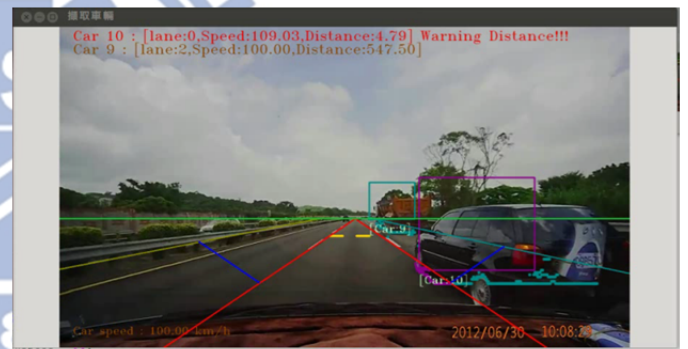 擷取車輛
Car 10 : [lane:0,Speed:109.03,Distance:4.79] Warning Distance!!!
Car 9 : [lane:2,Speed:100.00,Distance:547.50]
[Car.9]
[Car.10]
Car speed : 100.00 km/h
2012/06/30 10:08: